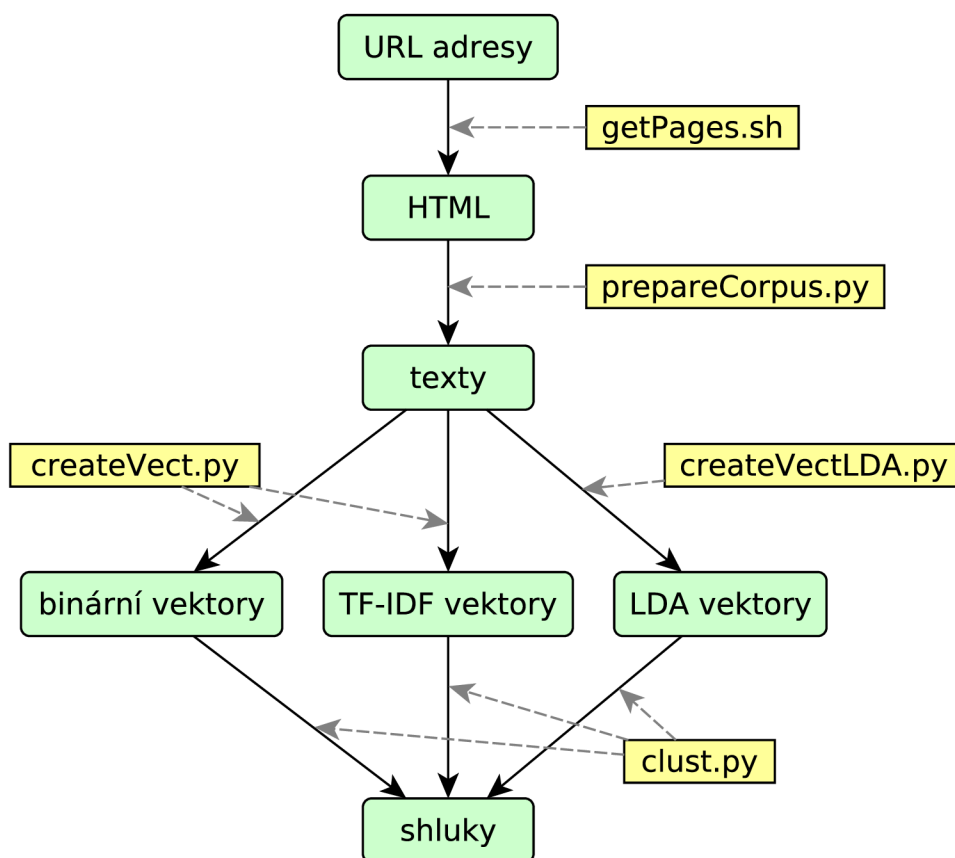 URL adresy
getPages.sh
HTML
prepareCorpus.py
texty
createVect.py
createVectLDA.py
binární vektory
TF-IDF vektory
LDA vektory
clust.py
shluky